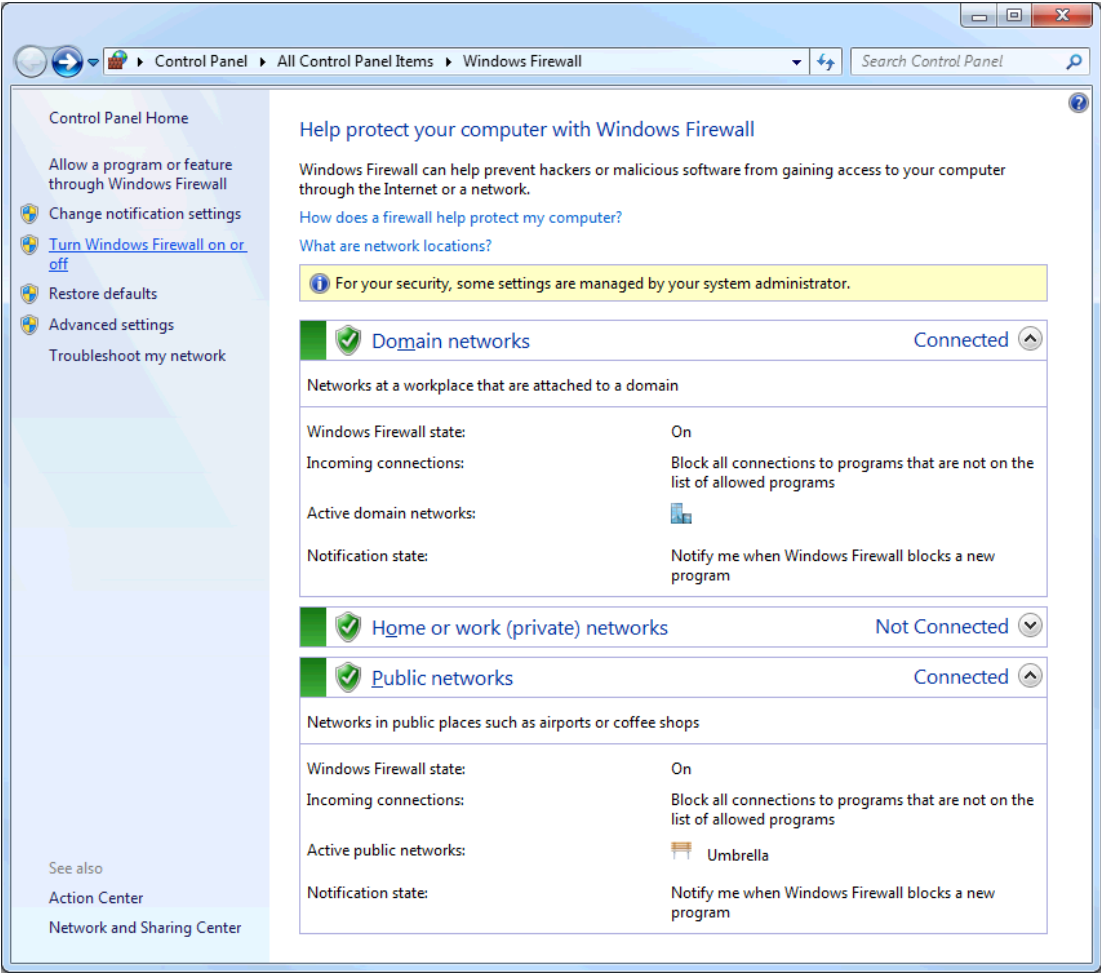 Control Panel All Control Panel Items Windows Firewall Search Control Panel
Control Panel Home
Allow a program or feature
through Windows Firewall
Change notification settings
Turn Windows Firewall on or
off
Restore defaults
Advanced settings
Troubleshoot my network
See also
Action Center
Network and Sharing Center
Help protect your computer with Windows Firewall
Windows Firewall can help prevent hackers or malicious software from gaining access to your computer
through the Internet or a network.
How does a firewall help protect my computer?
What are network locations?
For your security, some settings are managed by your system administrator.
Domain networks Connected
Networks at a workplace that are attached to a domain
Windows Firewall state: On
Incoming connections: Block all connections to programs that are not on the
list of allowed programs
Active domain networks:
Notification state: Notify me when Windows Firewall blocks a new
program
Home or work (private) networks Not Connected
Public networks Connected
Networks in public places such as airports or coffee shops
Windows Firewall state: On
Incoming connections: Block all connections to programs that are not on the
list of allowed programs
Active public networks: Umbrella
Notification state: Notify me when Windows Firewall blocks a new
program